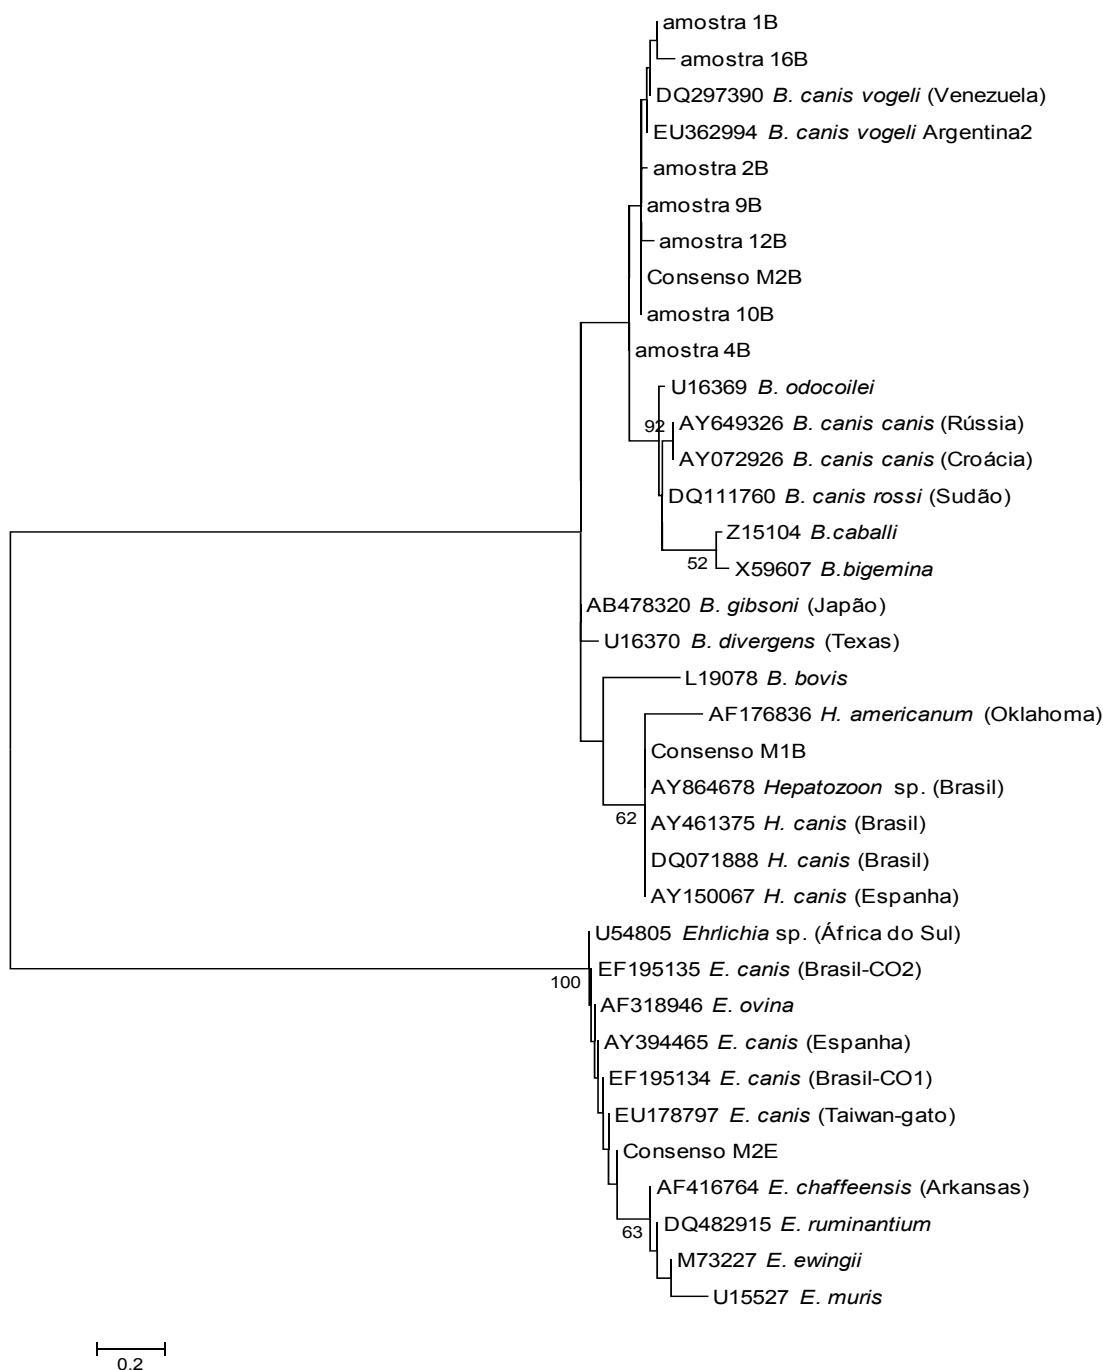 amostra 1B
amostra 16B
DQ297390 B. canis vogeli (Venezuela)
EU362994 B. canis vogeli Argentina2
amostra 2B
amostra 9B
amostra 12B
Consenso M2B
amostra 10B
amostra 4B
U16369 B. odocoilei
92
AY649326 B. canis canis (Rússia)
AY072926 B. canis canis (Croácia)
DQ111760 B. canis rossi (Sudão)
Z15104 B.caballi
52
X59607 B.bigemina
AB478320 B. gibsoni (Japão)
U16370 B. divergens (Texas)
L19078 B. bovis
AF176836 H. americanum (Oklahoma)
Consenso M1B
AY864678 Hepatozoon sp. (Brasil)
62
AY461375 H. canis (Brasil)
DQ071888 H. canis (Brasil)
AY150067 H. canis (Espanha)
U54805 Ehrlichia sp. (África do Sul)
EF195135 E. canis (Brasil-CO2)
100
AF318946 E. ovina
AY394465 E. canis (Espanha)
EF195134 E. canis (Brasil-CO1)
EU178797 E. canis (Taiwan-gato)
Consenso M2E
AF416764 E. chaffeensis (Arkansas)
DQ482915 E. ruminantium
63
M73227 E. ewingii
U15527 E. muris
0.2